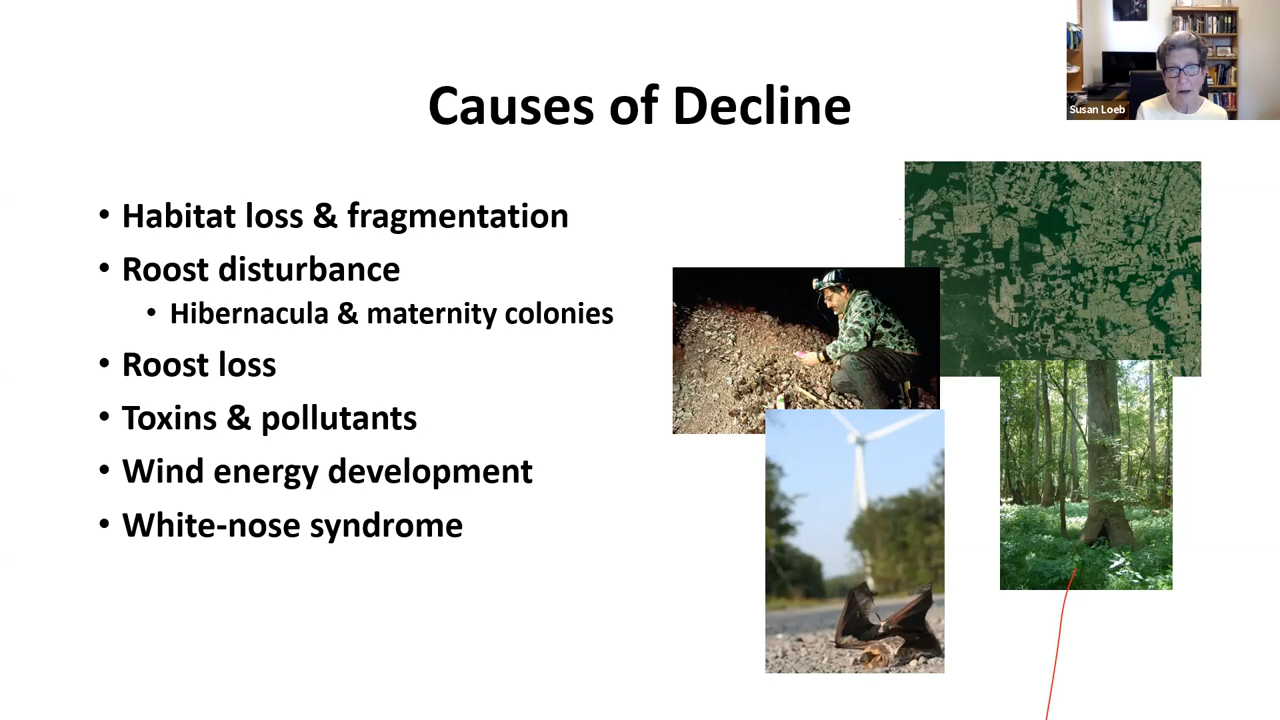 Susan Loeb
Causes of Decline
• Habitat loss & fragmentation
• Roost disturbance
• Hibernacula & maternity colonies
• Roost loss
• Toxins & pollutants
• Wind energy development
• White-nose syndrome